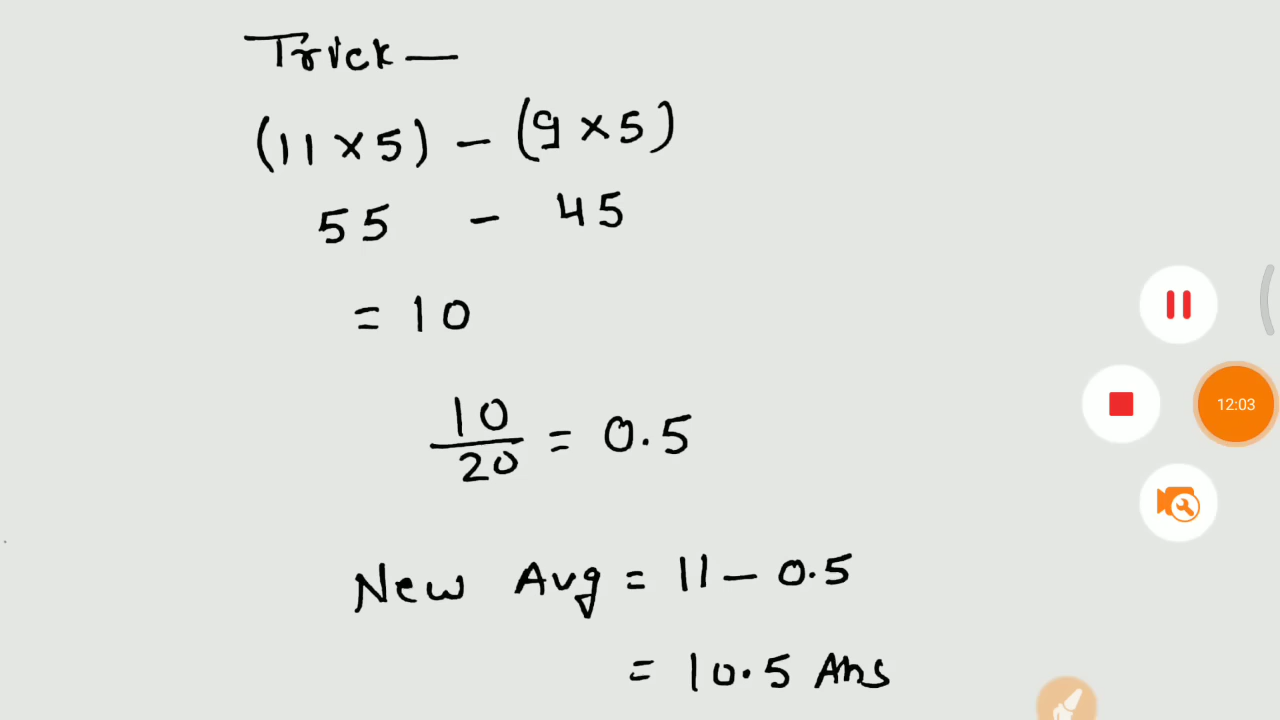 Trick —
(11 × 5) - (9 × 5)
55 - 45
= 10
10/20 = 0.5
New Avg = 11 - 0.5
= 10.5 Ans
12:03